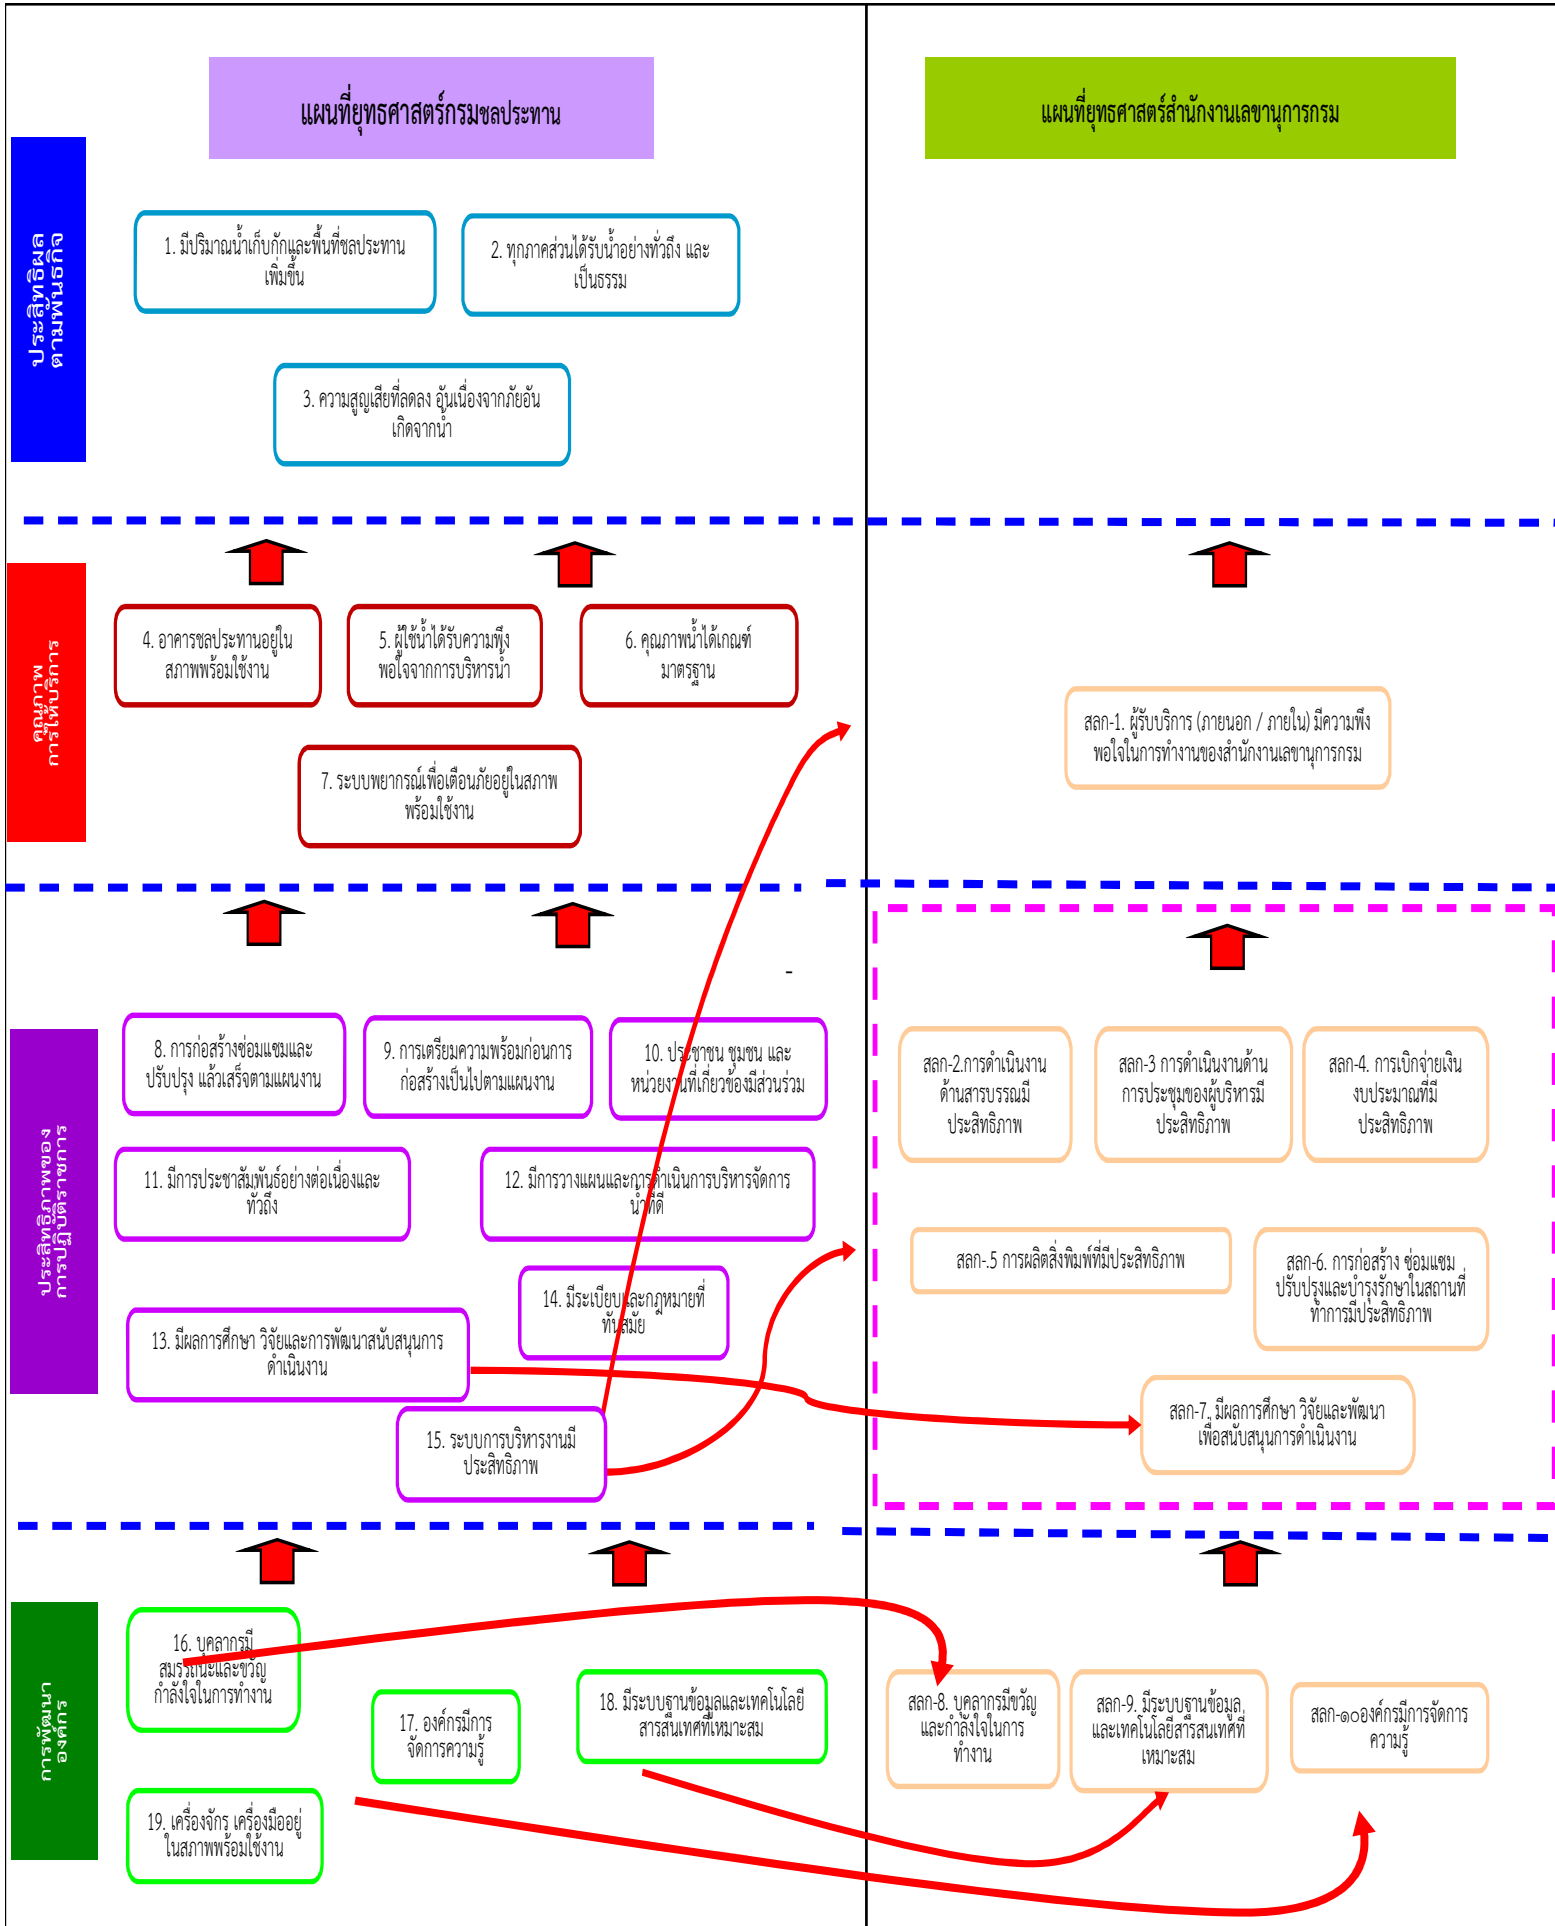 แผนที่ยุทธศาสตร์กรมชลประทาน
แผนที่ยุทธศาสตร์สำนักงานเลขานุการกรม
ประสิทธิผล
ตามพันธกิจ
1. มีปริมาณน้ำเก็บกักและพื้นที่ชลประทาน
เพิ่มขึ้น
2. ทุกภาคส่วนได้รับน้ำอย่างทั่วถึง และ
เป็นธรรม
3. ความสูญเสียที่ลดลง อันเนื่องจากภัยอัน
เกิดจากน้ำ
คุณภาพ
การให้บริการ
4. อาคารชลประทานอยู่ใน
สภาพพร้อมใช้งาน
5. ผู้ใช้น้ำได้รับความพึง
พอใจจากการบริหารน้ำ
6. คุณภาพน้ำได้เกณฑ์
มาตรฐาน
7. ระบบพยากรณ์เพื่อเตือนภัยอยู่ในสภาพ
พร้อมใช้งาน
สลก-1. ผู้รับบริการ (ภายนอก / ภายใน) มีความพึง
พอใจในการทำงานของสำนักงานเลขานุการกรม
-
ประสิทธิภาพของ
การปฏิบัติราชการ
8. การก่อสร้างซ่อมแซมและ
ปรับปรุง แล้วเสร็จตามแผนงาน
9. การเตรียมความพร้อมก่อนการ
ก่อสร้างเป็นไปตามแผนงาน
10. ประชาชน ชุมชน และ
หน่วยงานที่เกี่ยวข้องมีส่วนร่วม
11. มีการประชาสัมพันธ์อย่างต่อเนื่องและ
ทั่วถึง
12. มีการวางแผนและการดำเนินการบริหารจัดการ
น้ำที่ดี
13. มีผลการศึกษา วิจัยและการพัฒนาสนับสนุนการ
ดำเนินงาน
14. มีระเบียบและกฎหมายที่
ทันสมัย
15. ระบบการบริหารงานมี
ประสิทธิภาพ
สลก-2.การดำเนินงาน
ด้านสารบรรณมี
ประสิทธิภาพ
สลก-3 การดำเนินงานด้าน
การประชุมของผู้บริหารมี
ประสิทธิภาพ
สลก-4. การเบิกจ่ายเงิน
งบประมาณที่มี
ประสิทธิภาพ
สลก-.5 การผลิตสิ่งพิมพ์ที่มีประสิทธิภาพ
สลก-6. การก่อสร้าง ซ่อมแซม
ปรับปรุงและบำรุงรักษาในสถานที่
ทำการมีประสิทธิภาพ
สลก-7. มีผลการศึกษา วิจัยและพัฒนา
เพื่อสนับสนุนการดำเนินงาน
การพัฒนา
องค์กร
16. บุคลากรมี
สมรรถนะและขวัญ
กำลังใจในการทำงาน
17. องค์กรมีการ
จัดการความรู้
18. มีระบบฐานข้อมูลและเทคโนโลยี
สารสนเทศที่เหมาะสม
19. เครื่องจักร เครื่องมืออยู่
ในสภาพพร้อมใช้งาน
สลก-8. บุคลากรมีขวัญ
และกำลังใจในการ
ทำงาน
สลก-9. มีระบบฐานข้อมูล
และเทคโนโลยีสารสนเทศที่
เหมาะสม
สลก-๑๐องค์กรมีการจัดการ
ความรู้